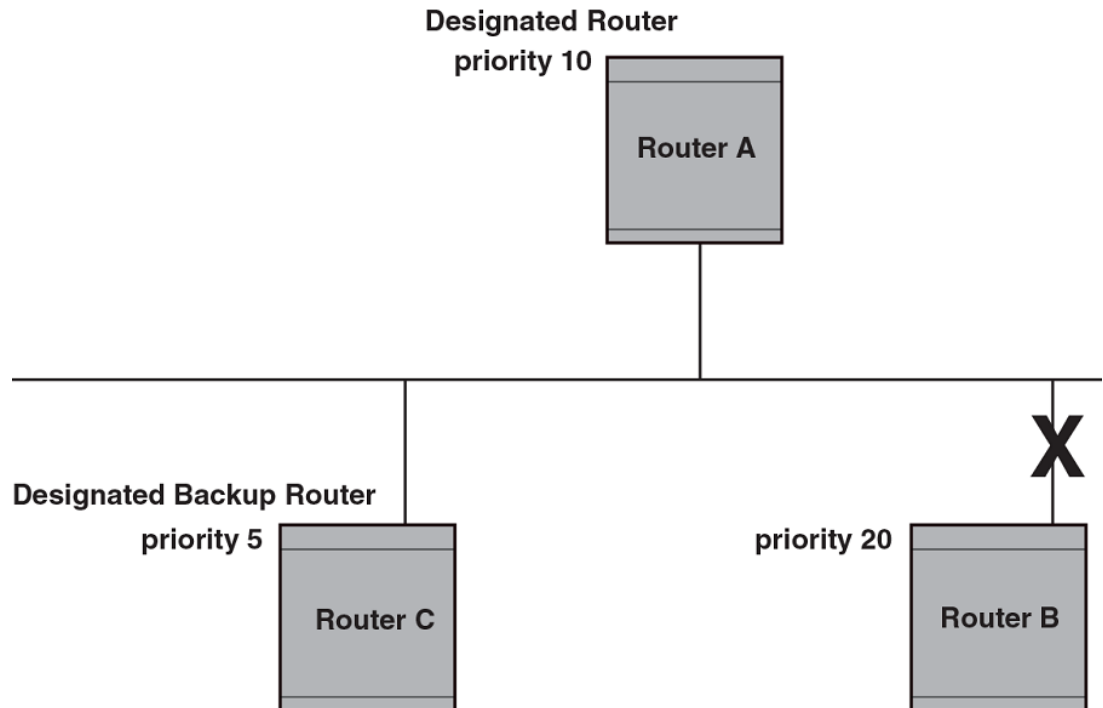 Designated Router
priority 10
Router A
X
Designated Backup Router
priority 5
priority 20
Router C
Router B